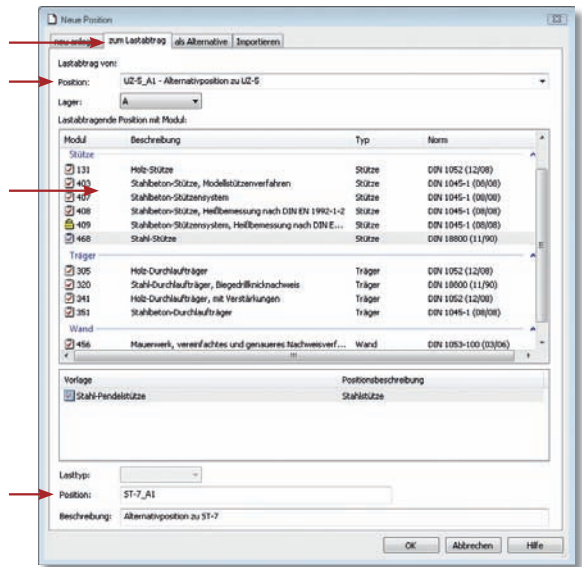 Neue Position
neu anlegen zum Lastabtrag als Alternative Importieren
Lastabtrag von:
Position: UZ-5_A1 - Alternativposition zu UZ-5
Lager: A
Lastabtragende Position mit Modul:
Modul Beschreibung Typ Norm
Stütze
131 Holz-Stütze Stütze DIN 1052 (12/08)
403 Stahlbeton-Stütze, Modellstützenverfahren Stütze DIN 1045-1 (08/08)
407 Stahlbeton-Stützensystem Stütze DIN 1045-1 (08/08)
408 Stahlbeton-Stütze, Heißbemessung nach DIN EN 1992-1-2 Stütze DIN 1045-1 (08/08)
409 Stahlbeton-Stützensystem, Heißbemessung nach DIN E... Stütze DIN 1045-1 (08/08)
468 Stahl-Stütze Stütze DIN 18800 (11/90)
Träger
305 Holz-Durchlaufträger Träger DIN 1052 (12/08)
320 Stahl-Durchlaufträger, Biegedrillknicknachweis Träger DIN 18800 (11/90)
341 Holz-Durchlaufträger, mit Verstärkungen Träger DIN 1052 (12/08)
351 Stahlbeton-Durchlaufträger Träger DIN 1045-1 (08/08)
Wand
456 Mauerwerk, vereinfachtes und genaueres Nachweisverf... Wand DIN 1053-100 (03/06)
Vorlage Positionsbeschreibung
Stahl-Pendelstütze Stahlstütze
Lasttyp:
Position: ST-7_A1
Beschreibung: Alternativposition zu ST-7
OK Abbrechen Hilfe